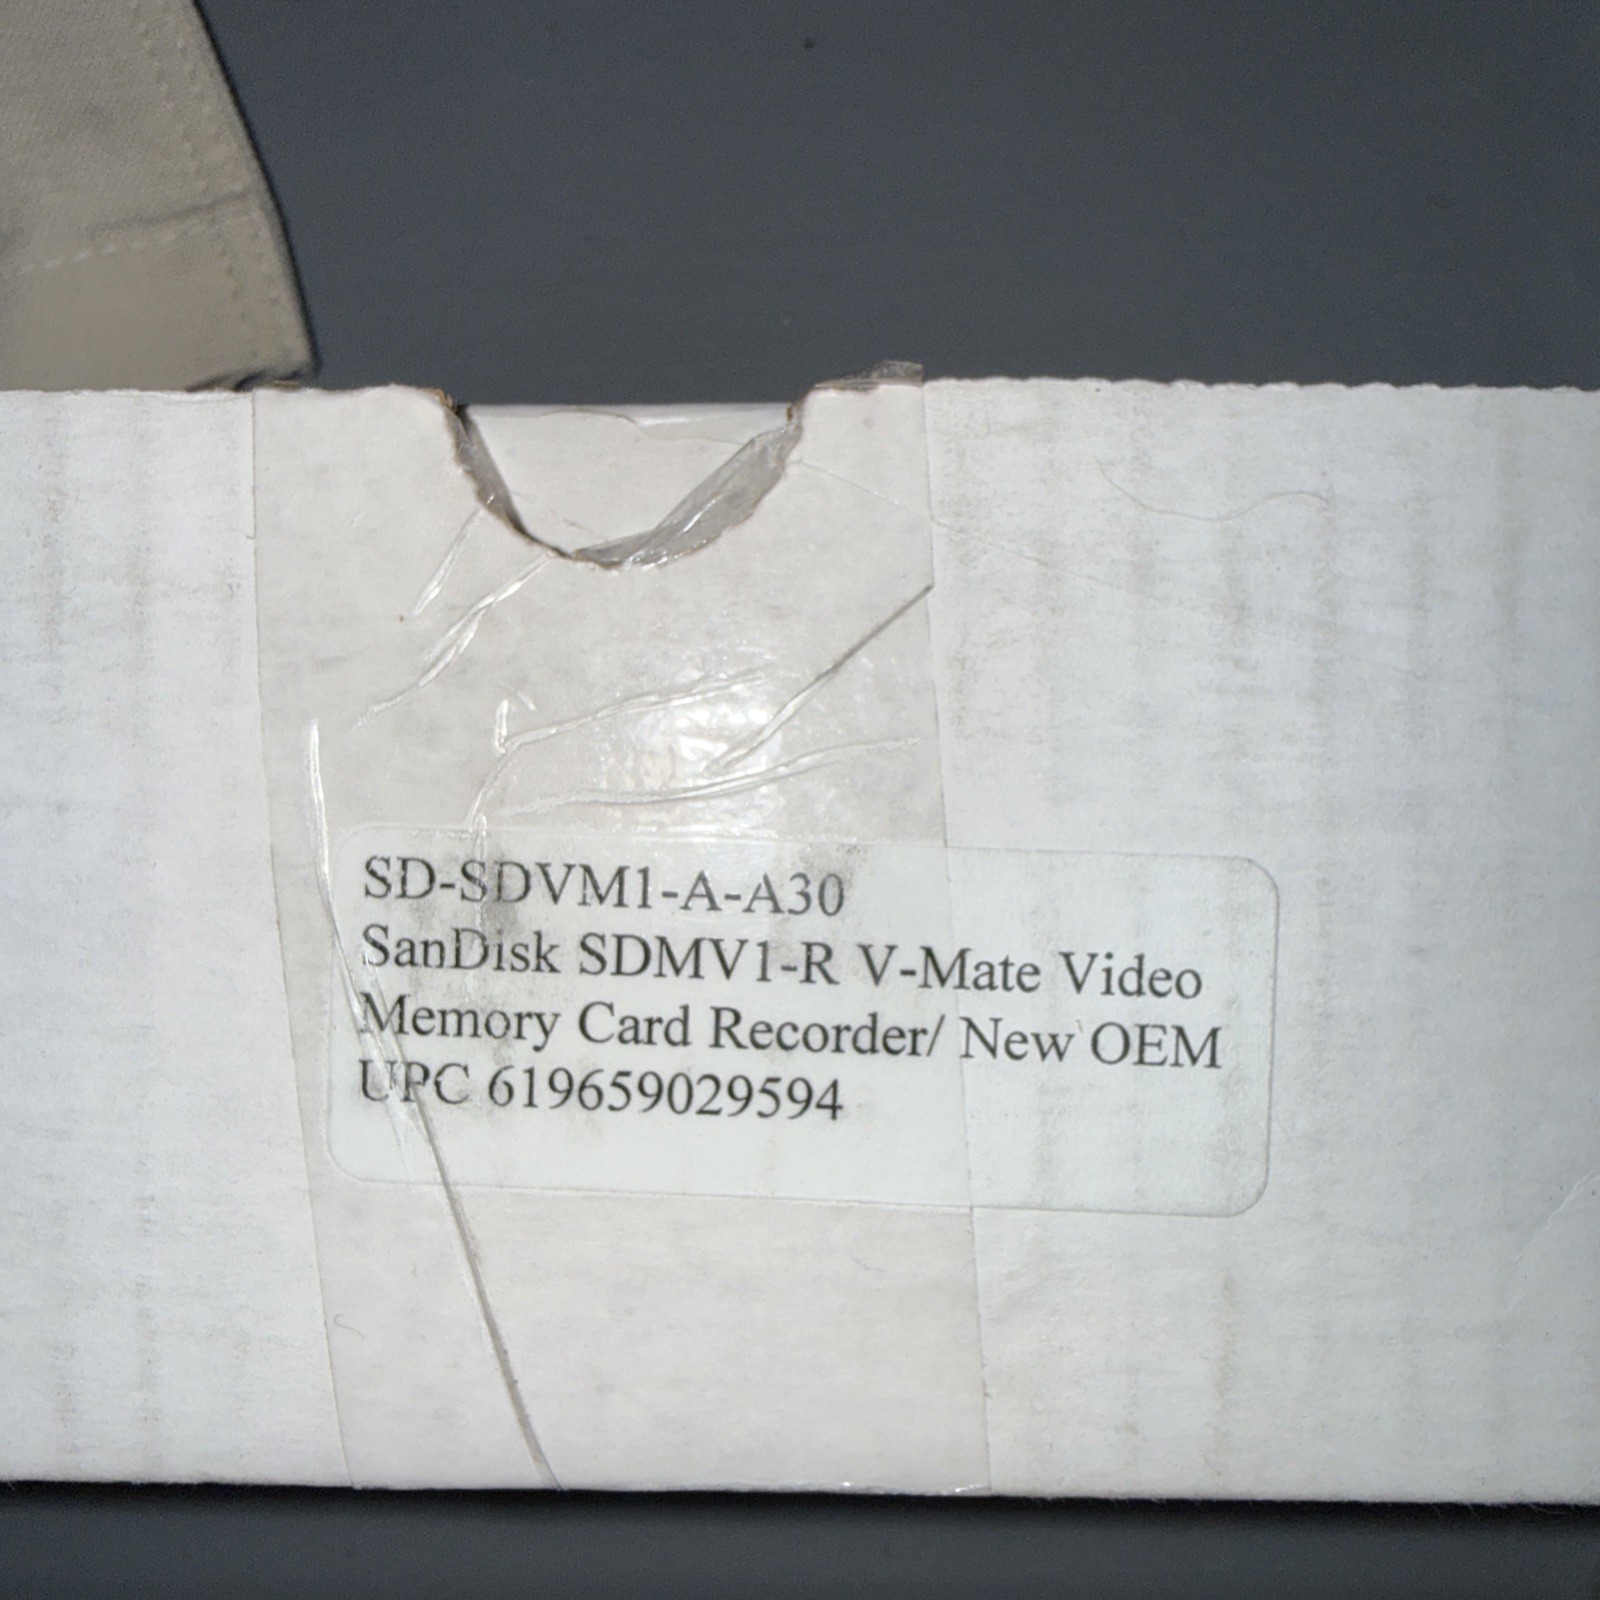 SD-SDVM1-A-A30
SanDisk SDMV1-R V-Mate Video
Memory Card Recorder/ New OEM
UPC 619659029594